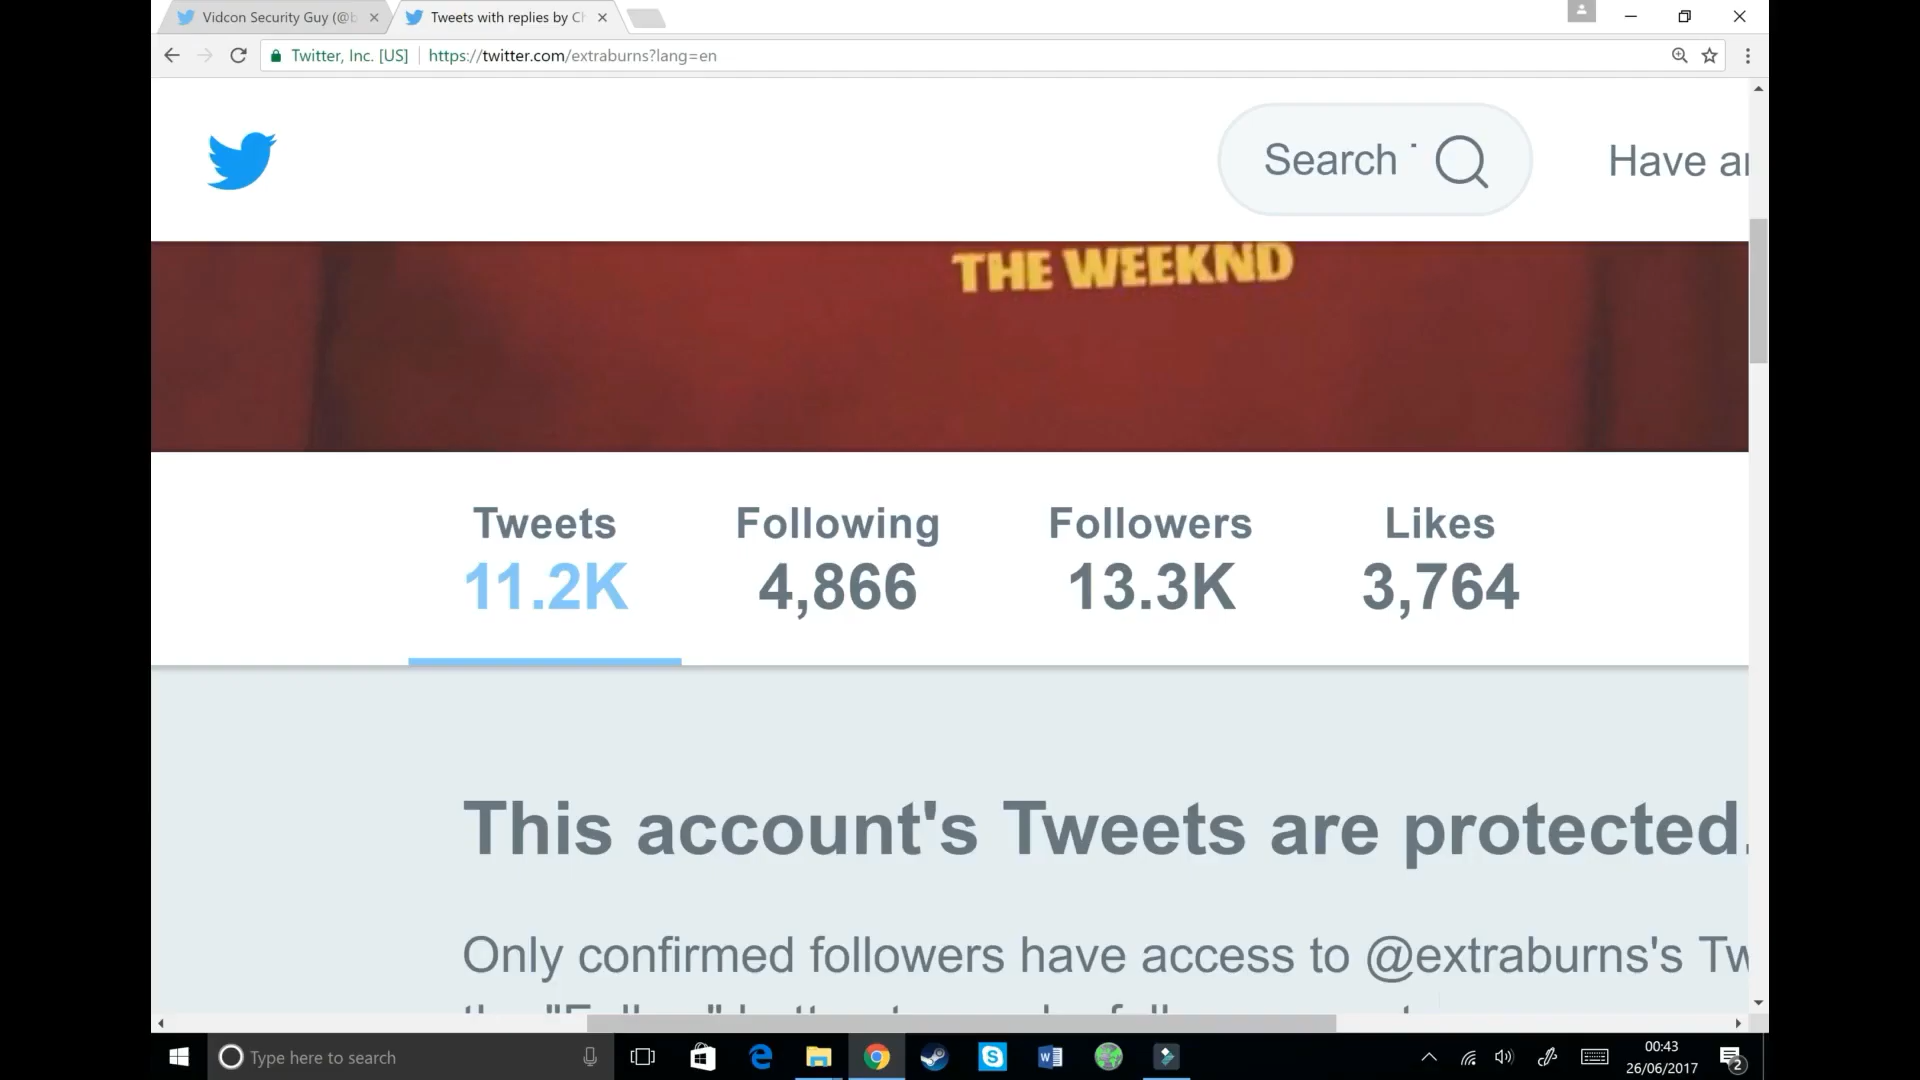 Vidcon Security Guy (@b
Tweets with replies by Ch
Twitter, Inc. [US]
https://twitter.com/extraburns?lang=en
Search
Have an
THE WEEKND
Tweets
Following
Followers
Likes
11.2K
4,866
13.3K
3,764
This account's Tweets are protected.
Only confirmed followers have access to @extraburns's Tw
Type here to search
00:43
26/06/2017
2